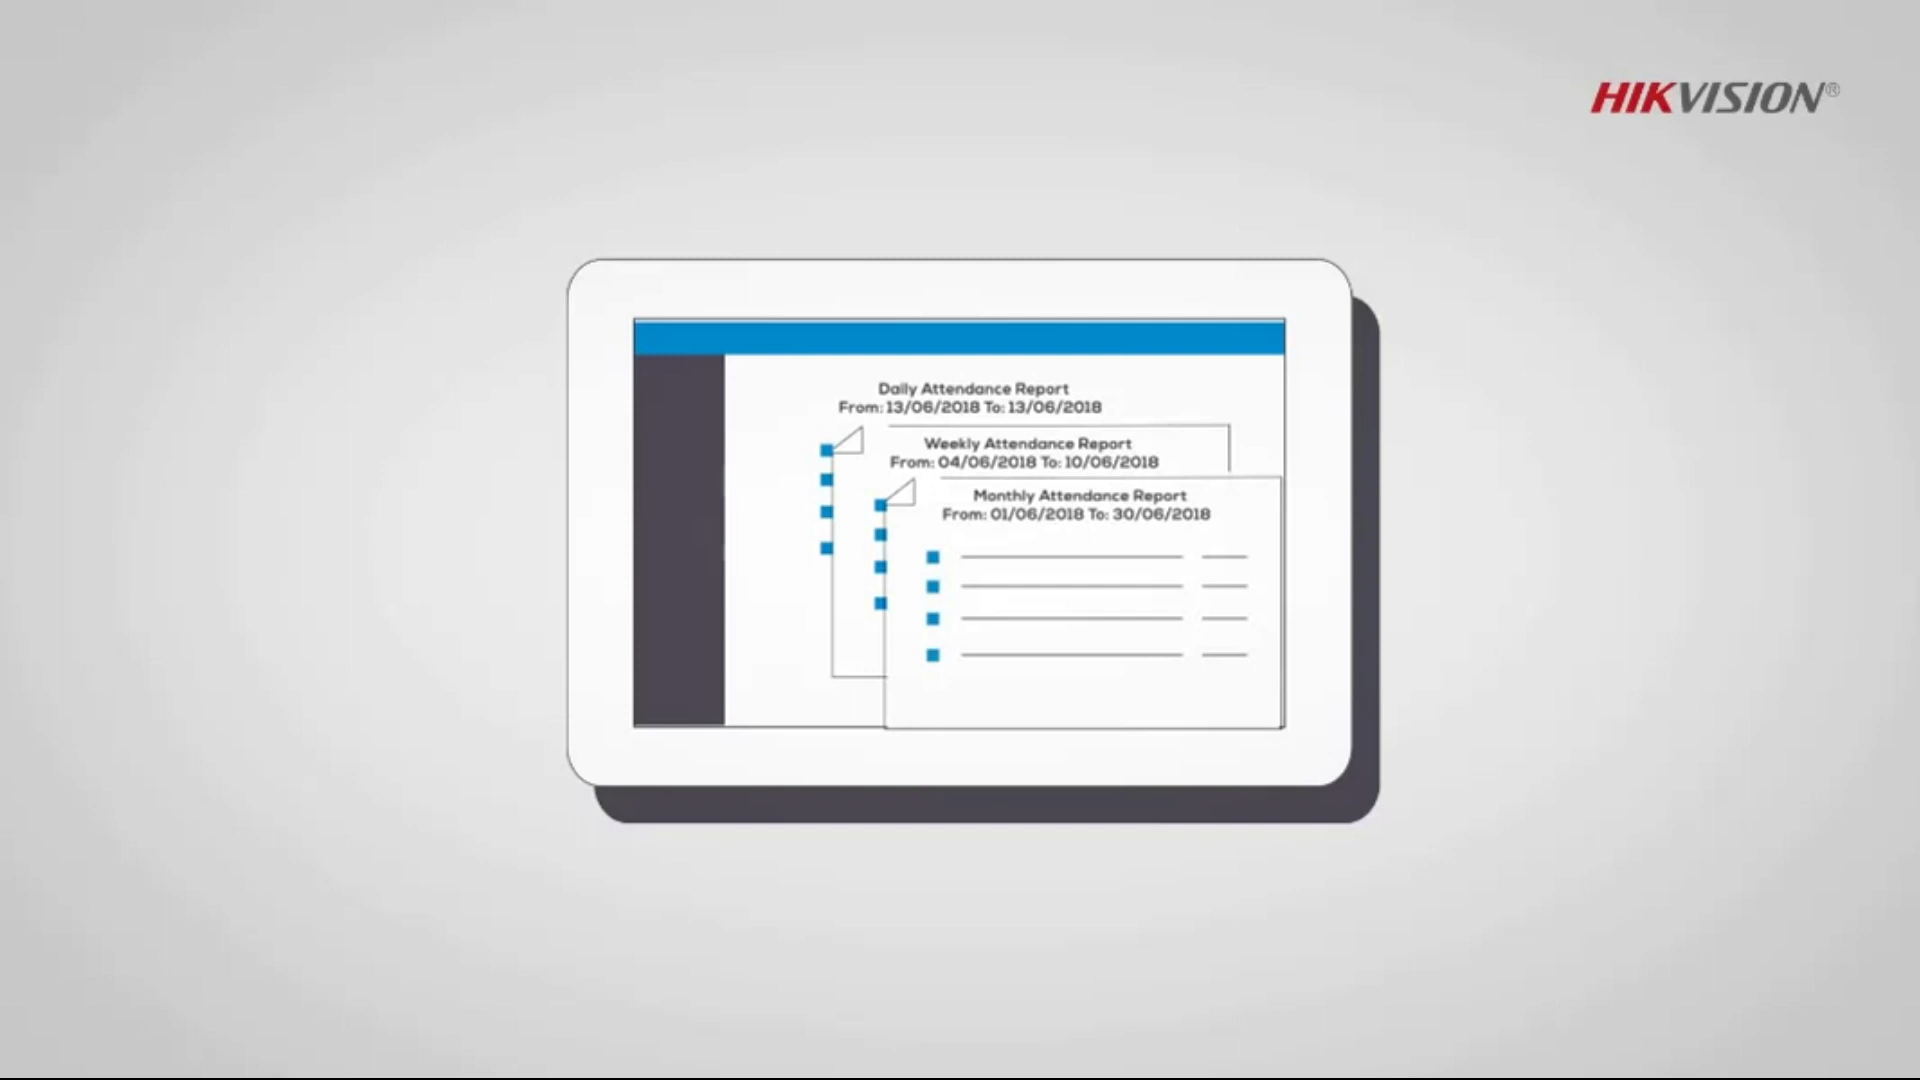 HIKVISION®
Daily Attendance Report
From: 13/06/2018 To: 13/06/2018
Weekly Attendance Report
From: 04/06/2018 To: 10/06/2018
Monthly Attendance Report
From: 01/06/2018 To: 30/06/2018